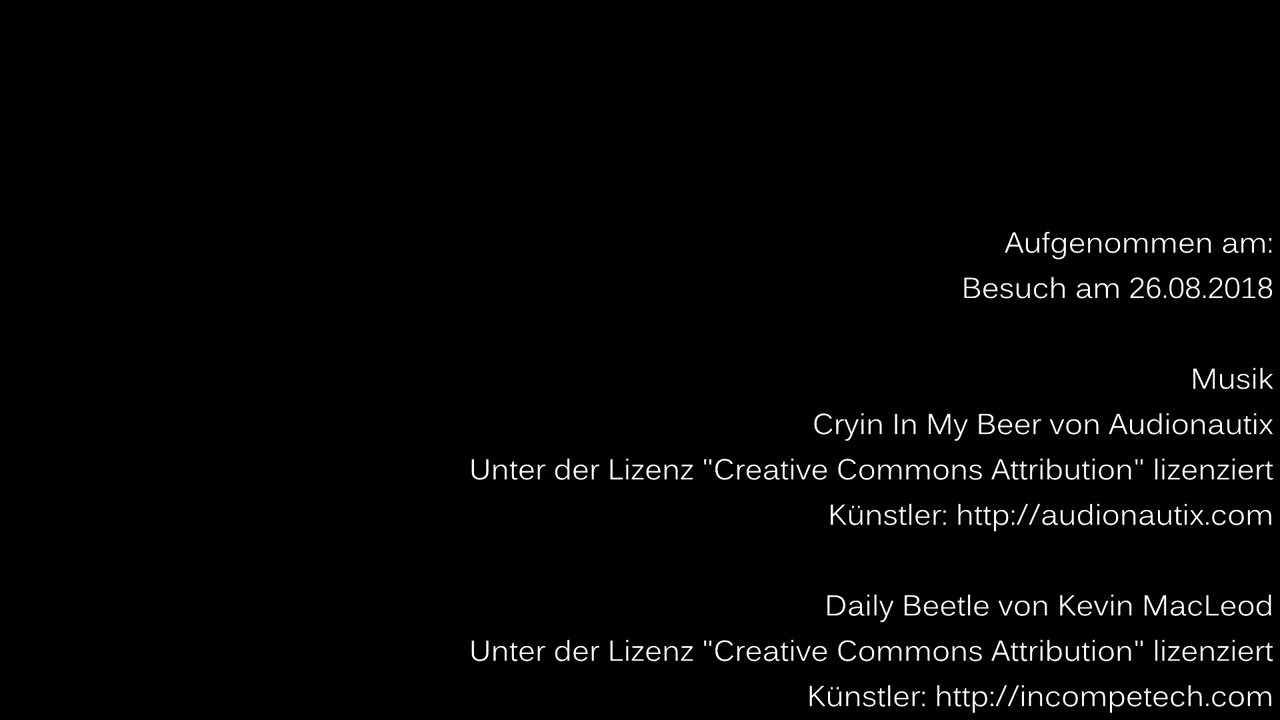 Aufgenommen am:
Besuch am 26.08.2018
Musik
Cryin In My Beer von Audionautix
Unter der Lizenz "Creative Commons Attribution" lizenziert
Künstler: http://audionautix.com
Daily Beetle von Kevin MacLeod
Unter der Lizenz "Creative Commons Attribution" lizenziert
Künstler: http://incompetech.com